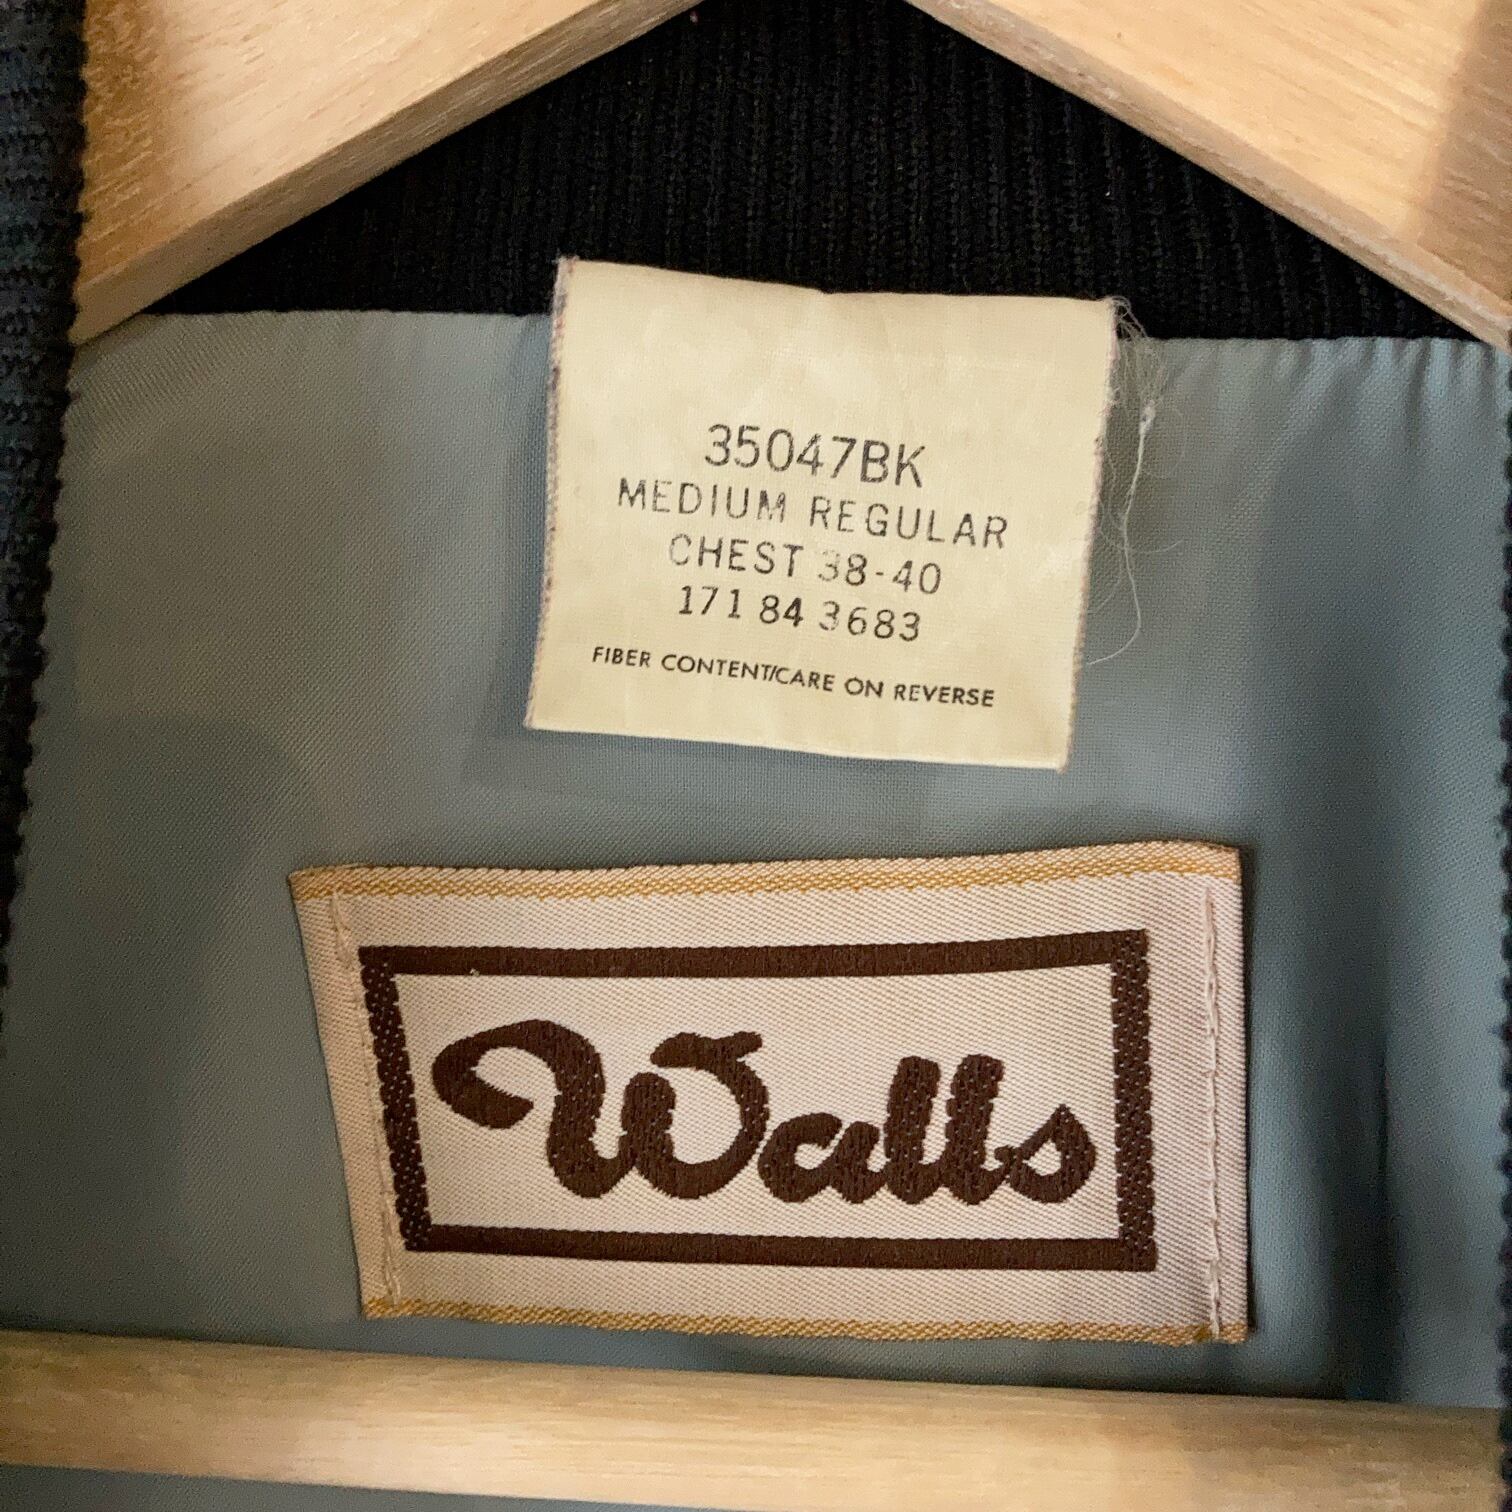 35047BK
MEDIUM REGULAR
CHEST 38-40
171 84 3683
FIBER CONTENT/CARE ON REVERSE
Walls